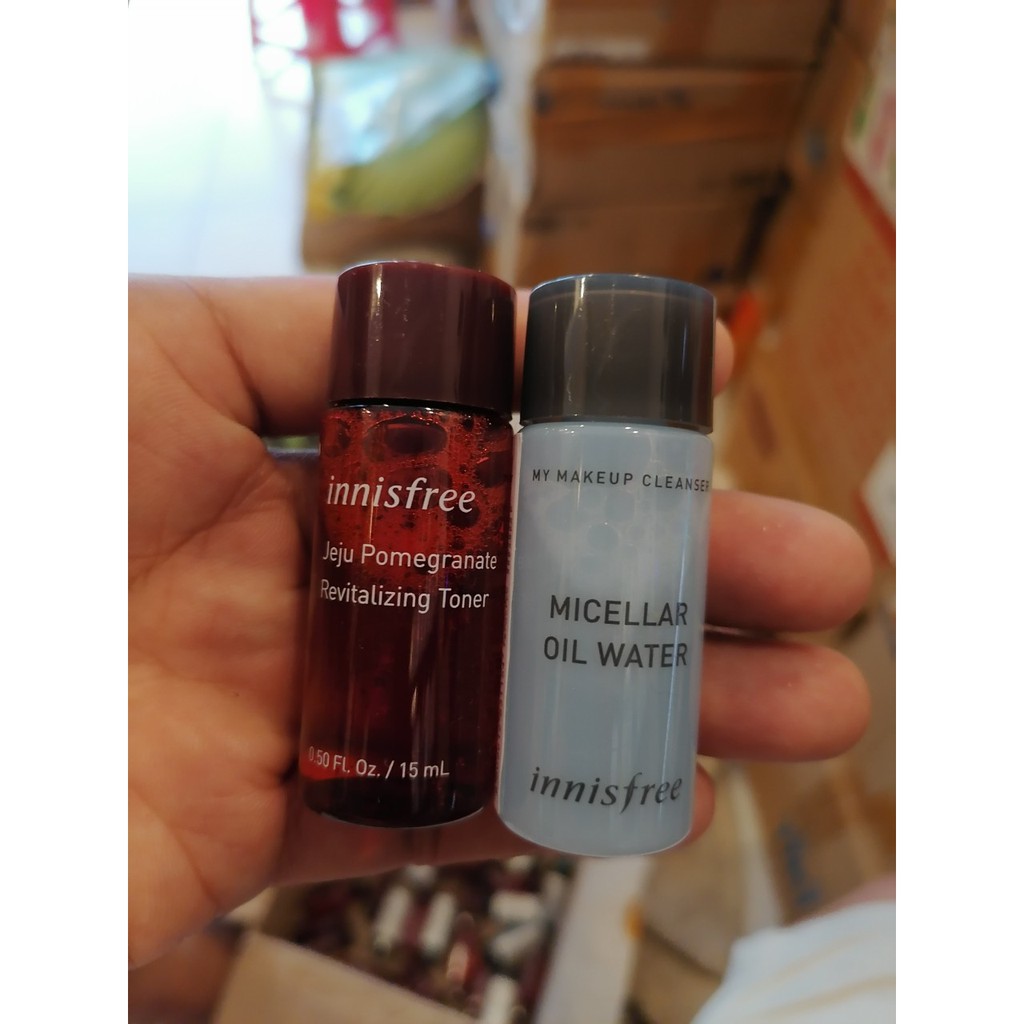 innisfree
Jeju Pomegranate
Revitalizing Toner
0.50 Fl. Oz. / 15 mL
MY MAKEUP CLEANSER
MICELLAR
OIL WATER
innisfree